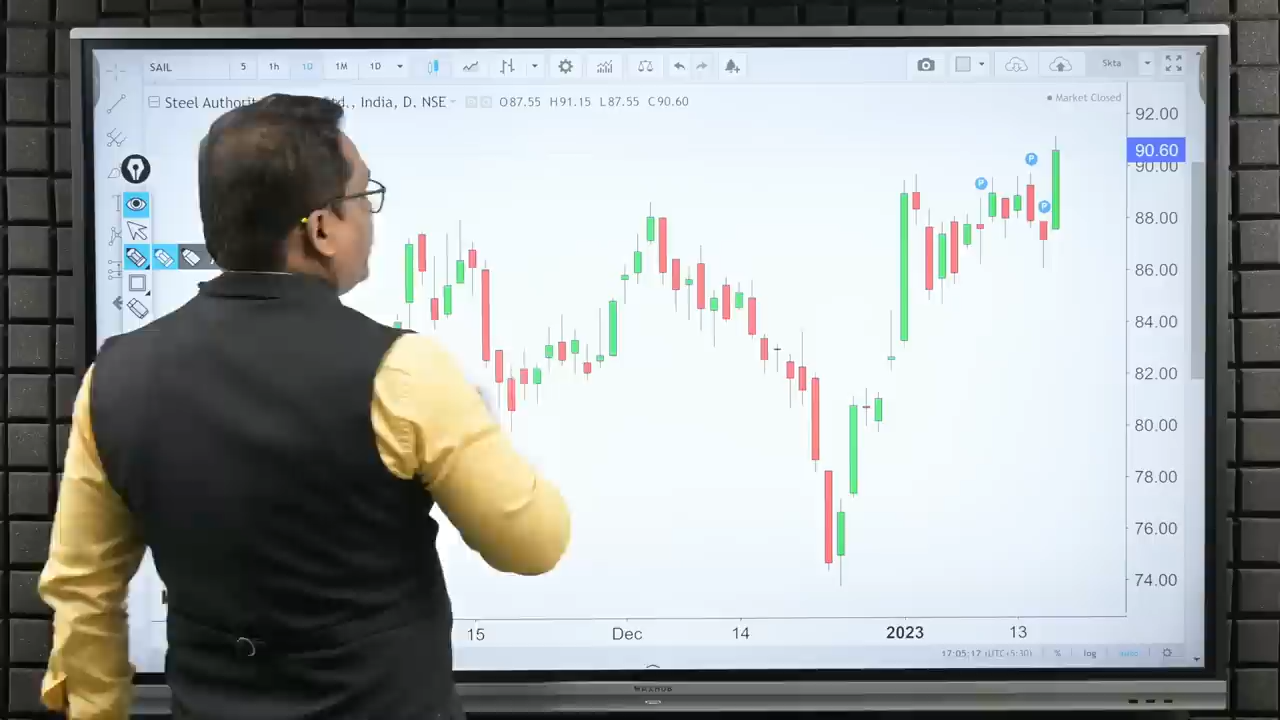 SAIL 5 1h 1D 1M 1D Skta
Steel Authorit td., India, D. NSE O87.55 H91.15 L87.55 C90.60
Market Closed
92.00
90.60
90.00
P
P
P
88.00
86.00
84.00
82.00
80.00
78.00
76.00
74.00
15 Dec 14 2023 13
17:05:17 (UTC+5:30) % log auto
MAXHUB